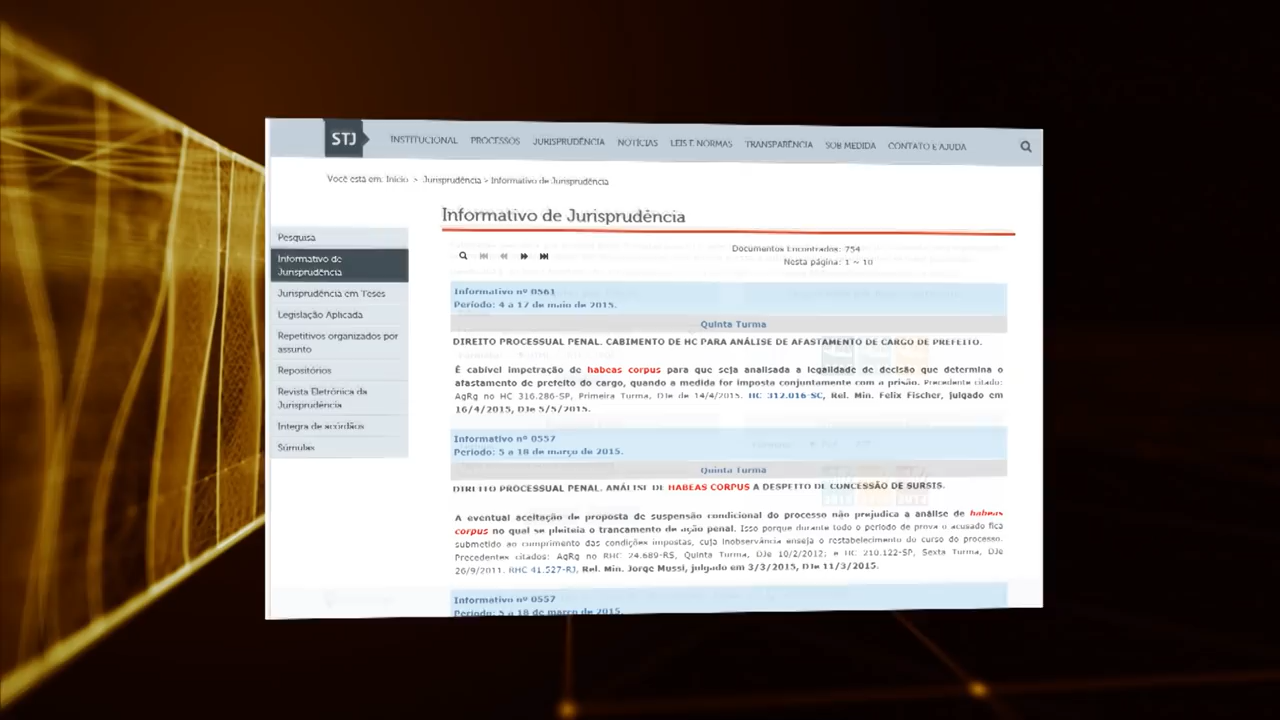 STJ INSTITUCIONAL PROCESSOS JURISPRUDÊNCIA NOTÍCIAS LEIS E NORMAS TRANSPARÊNCIA SOB MEDIDA CONTATO E AJUDA
Você está em: Início > Jurisprudência > Informativo de Jurisprudência
Informativo de Jurisprudência
Pesquisa
Informativo de
Jurisprudência
Jurisprudência em Teses
Legislação Aplicada
Repetitivos organizados por
assunto
Repositórios
Revista Eletrônica da
Jurisprudência
Íntegra de acórdãos
Súmulas
Documentos Encontrados: 754
Nesta página: 1 ~ 10
Informativo nº 0561
Período: 4 a 17 de maio de 2015.
Quinta Turma
DIREITO PROCESSUAL PENAL. CABIMENTO DE HC PARA ANÁLISE DE AFASTAMENTO DE CARGO DE PREFEITO.
É cabível impetração de habeas corpus para que seja analisada a legalidade de decisão que determina o
afastamento de prefeito do cargo, quando a medida for imposta conjuntamente com a prisão. Precedente citado:
AgRg no HC 316.286-SP, Primeira Turma, DJe de 14/4/2015. HC 312.016-SC, Rel. Min. Felix Fischer, julgado em
16/4/2015, DJe 5/5/2015.
Informativo nº 0557
Período: 5 a 18 de março de 2015.
Quinta Turma
DIREITO PROCESSUAL PENAL. ANÁLISE DE HABEAS CORPUS A DESPEITO DE CONCESSÃO DE SURSIS.
A eventual aceitação de proposta de suspensão condicional do processo não prejudica a análise de habeas
corpus no qual se pleiteia o trancamento de ação penal. Isso porque durante todo o período de prova o acusado fica
submetido ao cumprimento das condições impostas, cuja inobservância enseja o restabelecimento do curso do processo.
Precedentes citados: AgRg no RHC 24.689-RS, Quinta Turma, DJe 10/2/2012; e HC 210.122-SP, Sexta Turma, DJe
26/9/2011. RHC 41.527-RJ, Rel. Min. Jorge Mussi, julgado em 3/3/2015, DJe 11/3/2015.
Informativo nº 0557
Período: 5 a 18 de março de 2015.